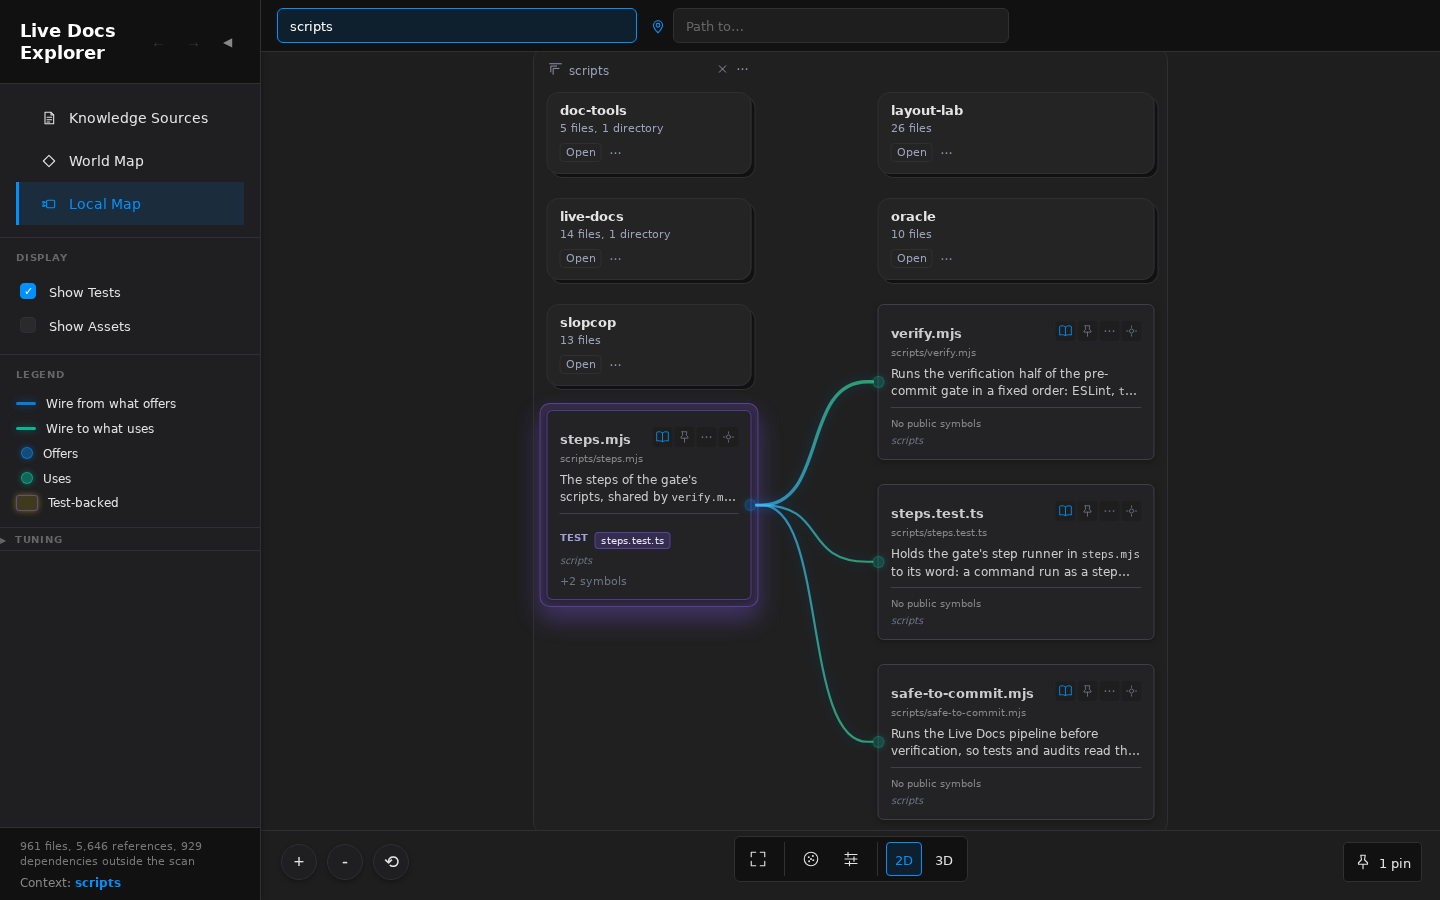 Live Docs
Explorer
Knowledge Sources
World Map
Local Map
DISPLAY
Show Tests
Show Assets
LEGEND
Wire from what offers
Wire to what uses
Offers
Uses
Test-backed
TUNING
961 files, 5,646 references, 929
dependencies outside the scan
Context: scripts
scripts
Path to...
scripts
doc-tools
5 files, 1 directory
Open
layout-lab
26 files
Open
live-docs
14 files, 1 directory
Open
oracle
10 files
Open
slopcop
13 files
Open
steps.mjs
scripts/steps.mjs
The steps of the gate's
scripts, shared by verify.m…
TEST steps.test.ts
scripts
+2 symbols
verify.mjs
scripts/verify.mjs
Runs the verification half of the pre-
commit gate in a fixed order: ESLint, t…
No public symbols
scripts
steps.test.ts
scripts/steps.test.ts
Holds the gate's step runner in steps.mjs
to its word: a command run as a step…
No public symbols
scripts
safe-to-commit.mjs
scripts/safe-to-commit.mjs
Runs the Live Docs pipeline before
verification, so tests and audits read th…
No public symbols
scripts
2D
3D
1 pin